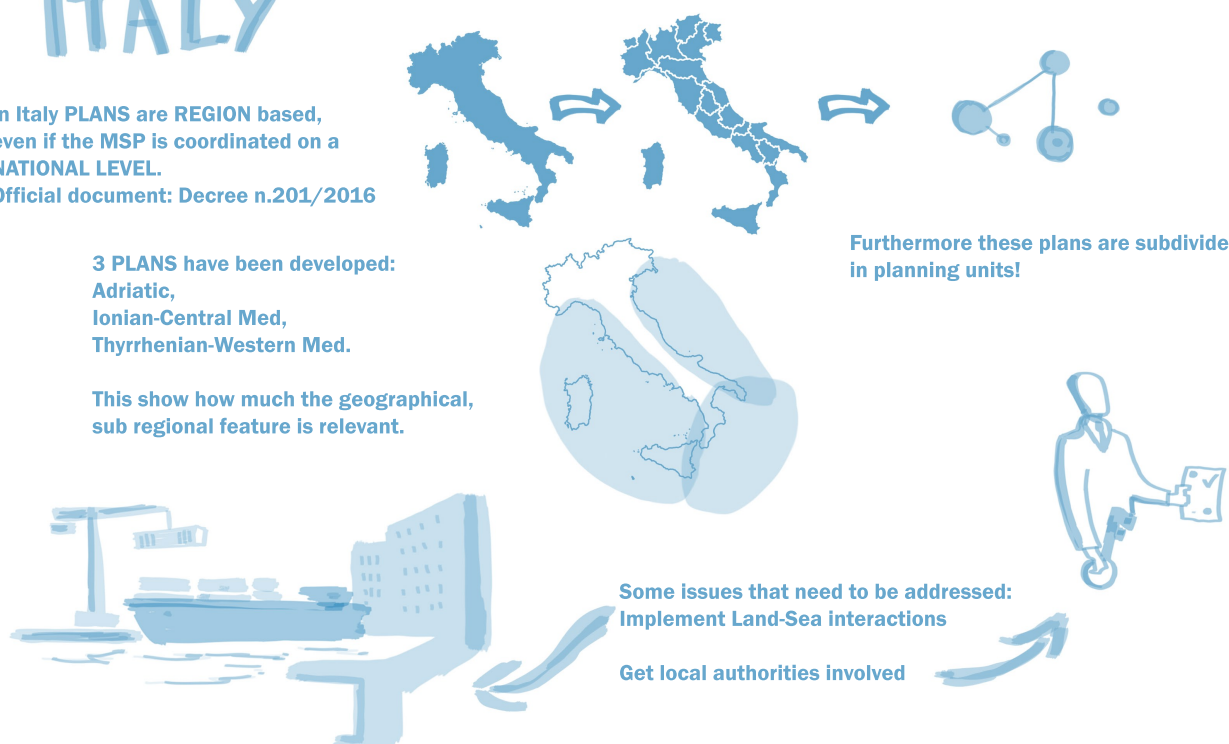 ITALY
n Italy PLANS are REGION based,
even if the MSP is coordinated on a
NATIONAL LEVEL.
Official document: Decree n.201/2016
3 PLANS have been developed:
Adriatic,
Ionian-Central Med,
Thyrrhenian-Western Med.
This show how much the geographical,
sub regional feature is relevant.
Furthermore these plans are subdivide
in planning units!
Some issues that need to be addressed:
Implement Land-Sea interactions
Get local authorities involved